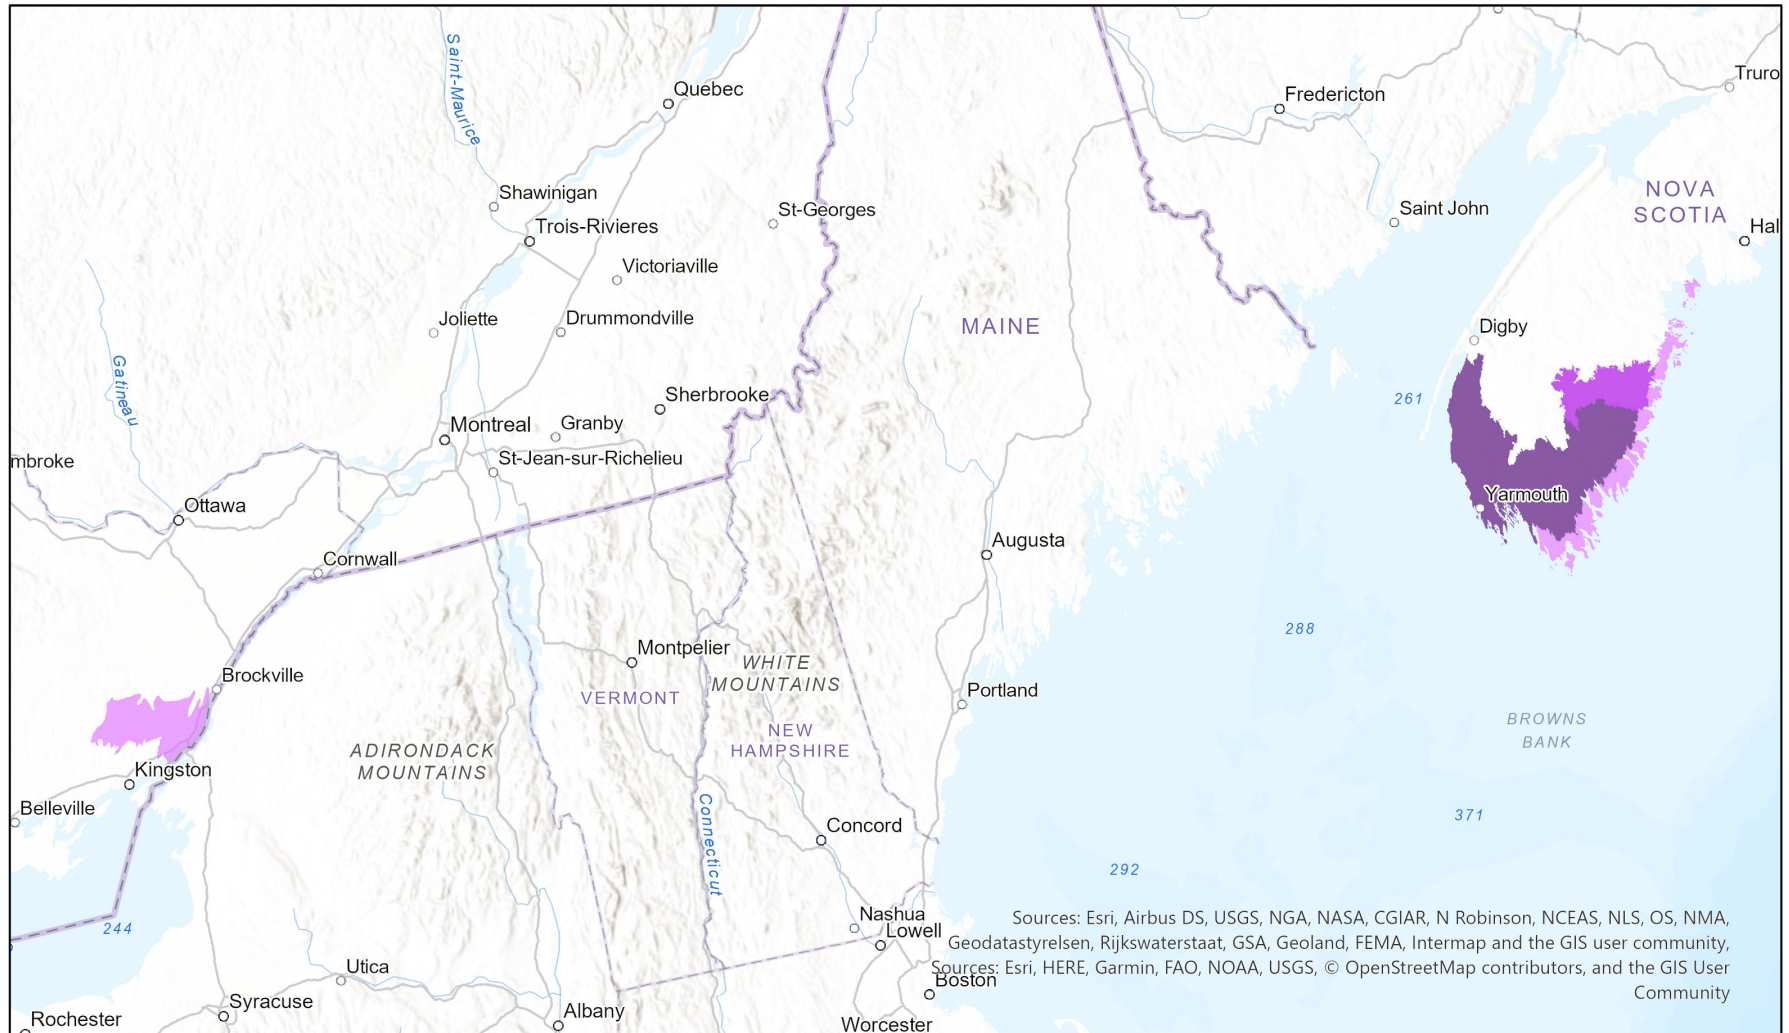 Saint-Maurice
Quebec
Fredericton
Truro
Shawinigan
St-Georges
NOVA
SCOTIA
Saint John
Trois-Rivieres
Hal
Victoriaville
Joliette
Drummondville
MAINE
Digby
Gatineau
Sherbrooke
261
Montreal
Granby
mbroke
St-Jean-sur-Richelieu
Yarmouth
Ottawa
Augusta
Cornwall
288
Montpelier
WHITE
MOUNTAINS
Brockville
VERMONT
Portland
BROWNS
BANK
NEW
HAMPSHIRE
ADIRONDACK
MOUNTAINS
Kingston
Belleville
Connecticut
371
Concord
292
244
Nashua
Lowell
Sources: Esri, Airbus DS, USGS, NGA, NASA, CGIAR, N Robinson, NCEAS, NLS, OS, NMA,
Geodatastyrelsen, Rijkswaterstaat, GSA, Geoland, FEMA, Intermap and the GIS user community,
Sources: Esri, HERE, Garmin, FAO, NOAA, USGS, © OpenStreetMap contributors, and the GIS User
Community
Utica
Boston
Syracuse
Albany
Rochester
Worcester